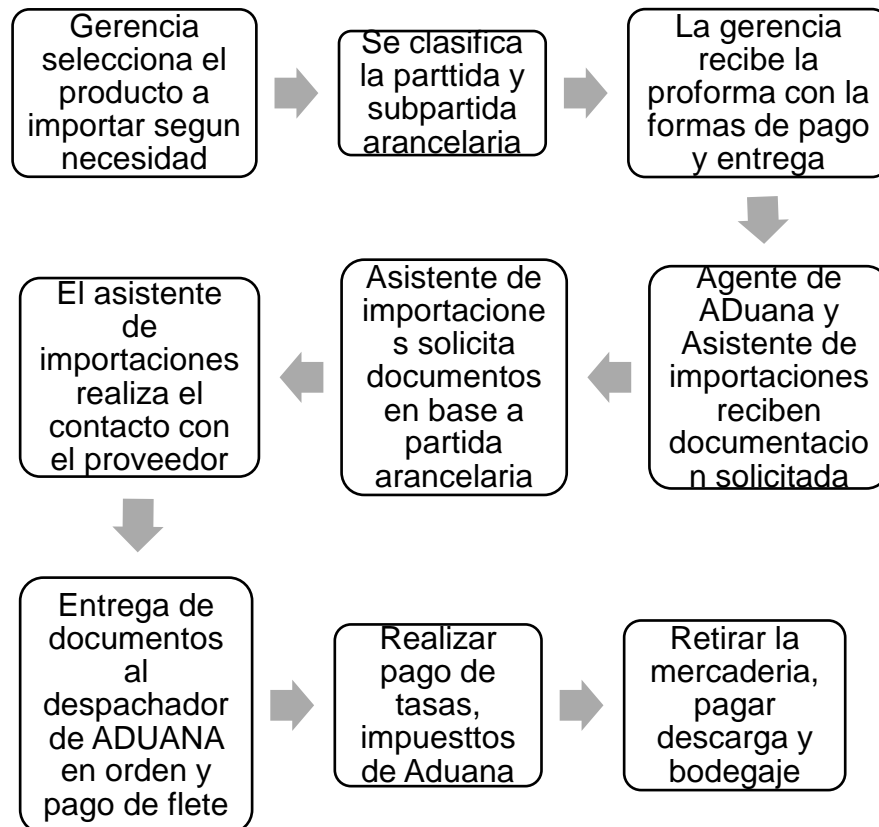 Gerencia
selecciona el
producto a
importar segun
necesidad
Se clasifica
la parttida y
subpartida
arancelaria
La gerencia
recibe la
proforma con la
formas de pago
y entrega
Agente de
ADuana y
Asistente de
importaciones
reciben
documentacio
n solicitada
Asistente de
importacione
s solicita
documentos
en base a
partida
arancelaria
El asistente
de
importaciones
realiza el
contacto con
el proveedor
Entrega de
documentos
al
despachador
de ADUANA
en orden y
pago de flete
Realizar
pago de
tasas,
impuesttos
de Aduana
Retirar la
mercaderia,
pagar
descarga y
bodegaje